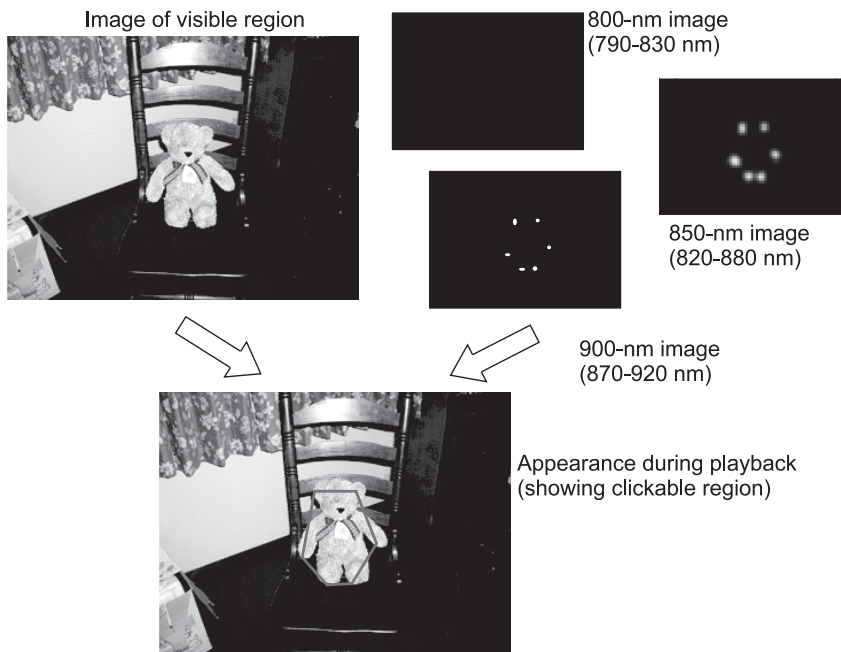 Image of visible region
800-nm image
(790-830 nm)
850-nm image
(820-880 nm)
900-nm image
(870-920 nm)
Appearance during playback
(showing clickable region)